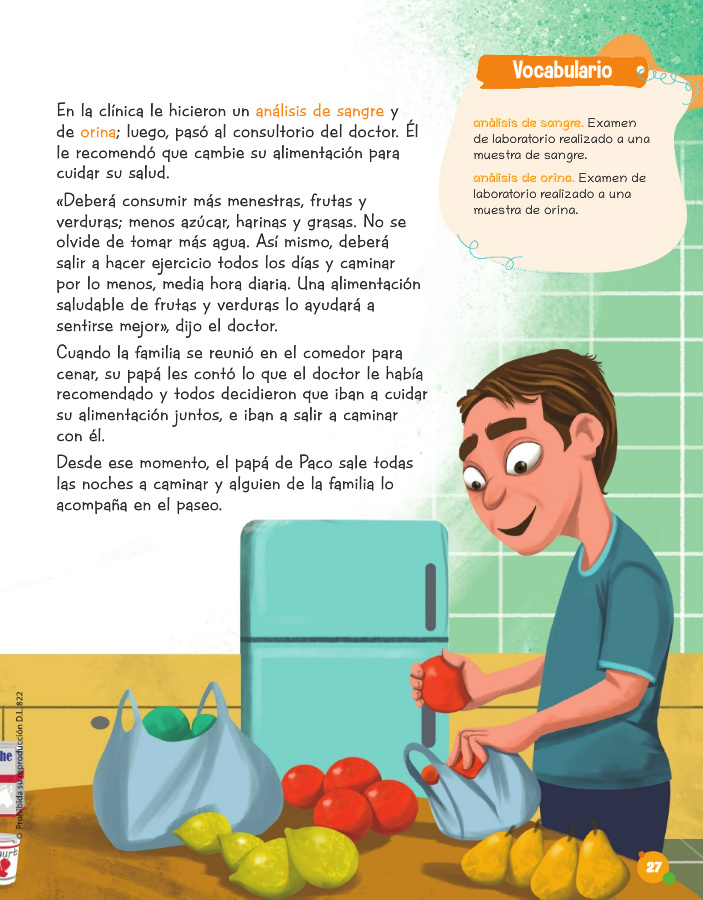 En la clínica le hicieron un análisis de sangre y
de orina; luego, pasó al consultorio del doctor. Él
le recomendó que cambie su alimentación para
cuidar su salud.
«Deberá consumir más menestras, frutas y
verduras; menos azúcar, harinas y grasas. No se
olvide de tomar más agua. Así mismo, deberá
salir a hacer ejercicio todos los días y caminar
por lo menos, media hora diaria. Una alimentación
saludable de frutas y verduras lo ayudará a
sentirse mejor», dijo el doctor.
Cuando la familia se reunió en el comedor para
cenar, su papá les contó lo que el doctor le había
recomendado y todos decidieron que iban a cuidar
su alimentación juntos, e iban a salir a caminar
con él.
Desde ese momento, el papá de Paco sale todas
las noches a caminar y alguien de la familia lo
acompaña en el paseo.
Vocabulario
análisis de sangre. Examen
de laboratorio realizado a una
muestra de sangre.
análisis de orina. Examen de
laboratorio realizado a una
muestra de orina.
© Prohibida su reproducción D.L.822
27